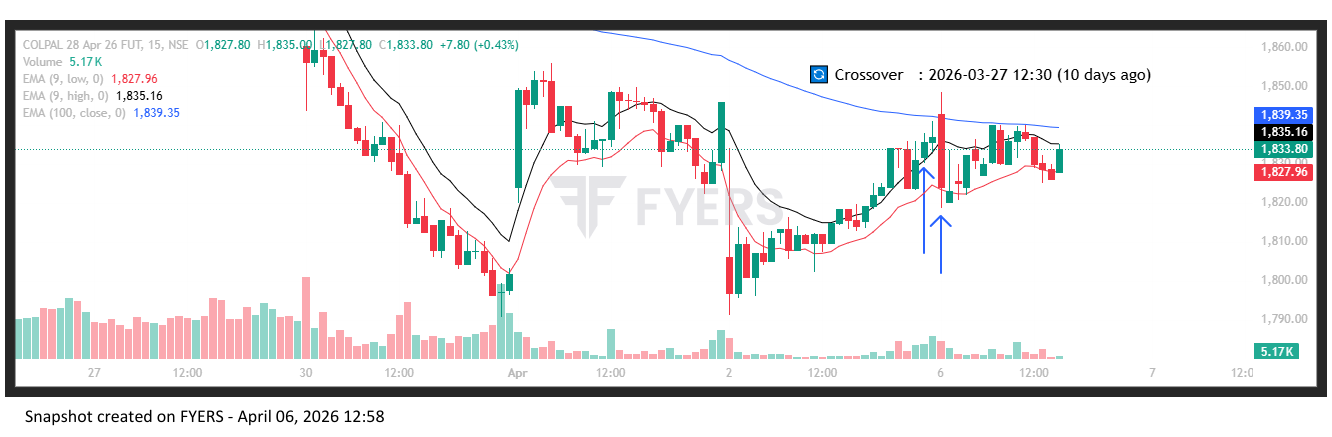 COLPAL 28 Apr 26 FUT, 15, NSE O1,827.80 H1,835.00 L1,827.80 C1,833.80 +7.80 (+0.43%)
Volume 5.17K
EMA (9, low, 0) 1,827.96
EMA (9, high, 0) 1,835.16
EMA (100, close, 0) 1,839.35
Crossover : 2026-03-27 12:30 (10 days ago)
FYERS
1,860.00
1,850.00
1,839.35
1,835.16
1,833.80
1,830.00
1,827.96
1,820.00
1,810.00
1,800.00
1,790.00
5.17K
27 12:00 30 12:00 Apr 12:00 2 12:00 6 12:00 7 12:0
Snapshot created on FYERS - April 06, 2026 12:58